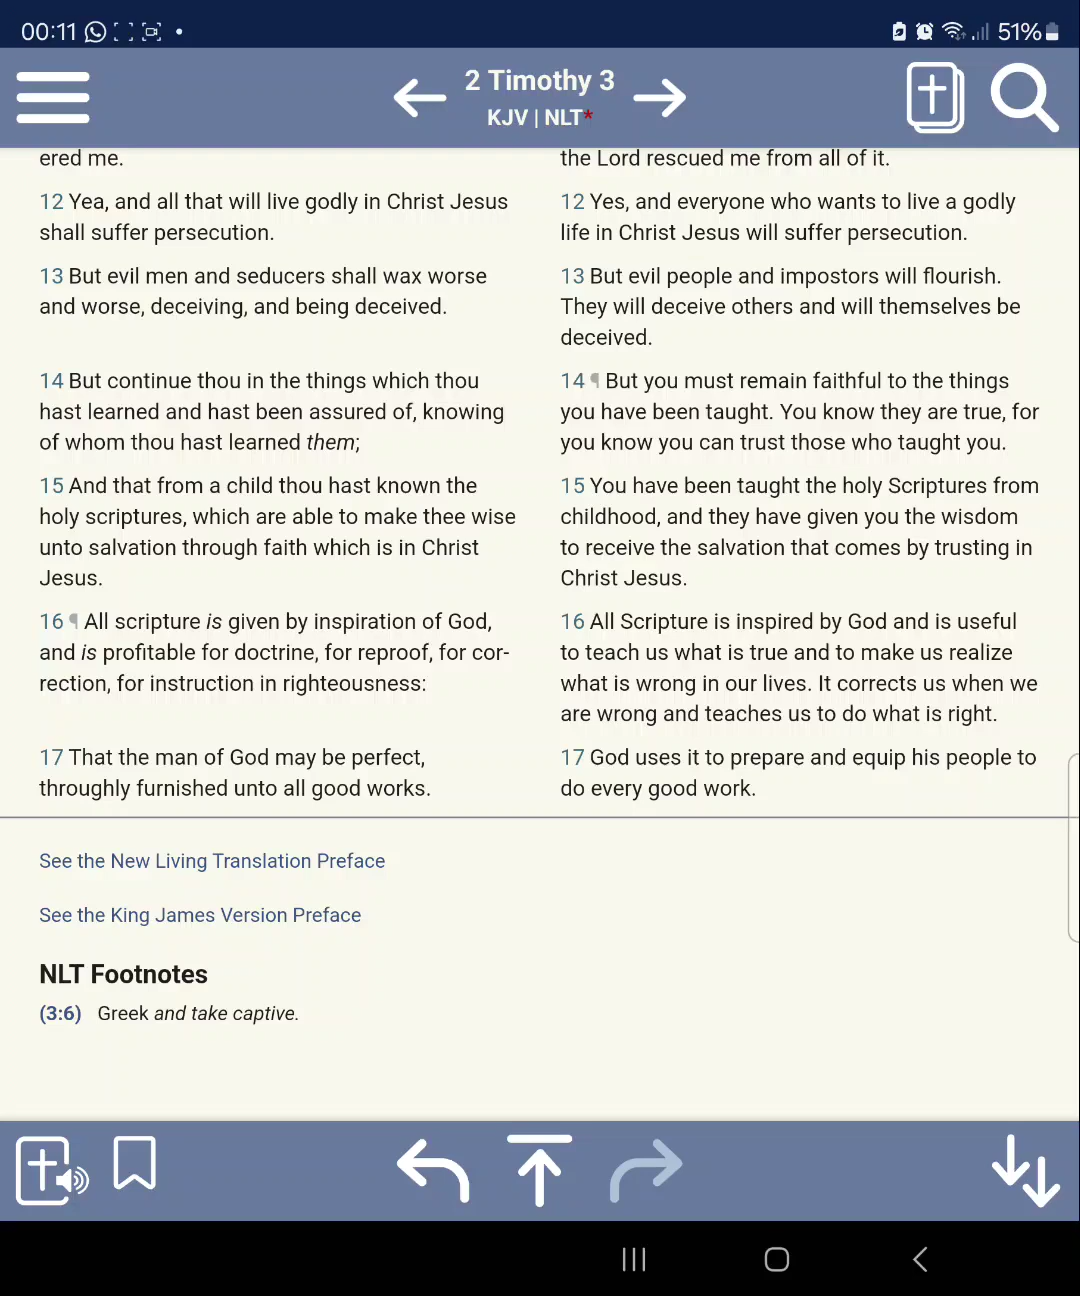 00:11
51%
2 Timothy 3
KJV | NLT*
ered me.
12 Yea, and all that will live godly in Christ Jesus
shall suffer persecution.
13 But evil men and seducers shall wax worse
and worse, deceiving, and being deceived.
14 But continue thou in the things which thou
hast learned and hast been assured of, knowing
of whom thou hast learned them;
15 And that from a child thou hast known the
holy scriptures, which are able to make thee wise
unto salvation through faith which is in Christ
Jesus.
16 ¶ All scripture is given by inspiration of God,
and is profitable for doctrine, for reproof, for cor-
rection, for instruction in righteousness:
17 That the man of God may be perfect,
throughly furnished unto all good works.
the Lord rescued me from all of it.
12 Yes, and everyone who wants to live a godly
life in Christ Jesus will suffer persecution.
13 But evil people and impostors will flourish.
They will deceive others and will themselves be
deceived.
14 ¶ But you must remain faithful to the things
you have been taught. You know they are true, for
you know you can trust those who taught you.
15 You have been taught the holy Scriptures from
childhood, and they have given you the wisdom
to receive the salvation that comes by trusting in
Christ Jesus.
16 All Scripture is inspired by God and is useful
to teach us what is true and to make us realize
what is wrong in our lives. It corrects us when we
are wrong and teaches us to do what is right.
17 God uses it to prepare and equip his people to
do every good work.
See the New Living Translation Preface
See the King James Version Preface
NLT Footnotes
(3:6) Greek and take captive.